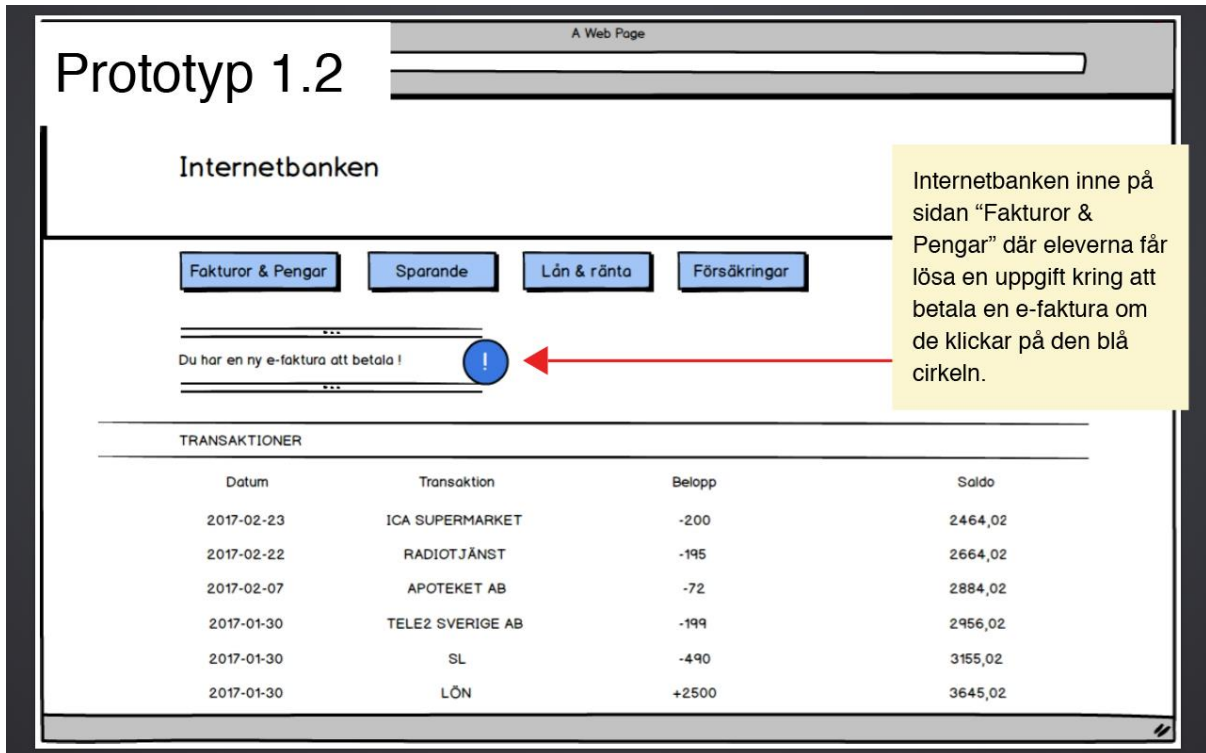 A Web Page
Prototyp 1.2
Internetbanken
Internetbanken inne på
sidan “Fakturor &
Pengar” där eleverna får
lösa en uppgift kring att
betala en e-faktura om
de klickar på den blå
cirkeln.
Fakturor & Pengar Sparande Lån & ränta Försäkringar
Du har en ny e-faktura att betala ! !
TRANSAKTIONER
Datum Transaktion Belopp Saldo
2017-02-23 ICA SUPERMARKET -200 2464,02
2017-02-22 RADIOTJÄNST -195 2664,02
2017-02-07 APOTEKET AB -72 2884,02
2017-01-30 TELE2 SVERIGE AB -199 2956,02
2017-01-30 SL -490 3155,02
2017-01-30 LÖN +2500 3645,02